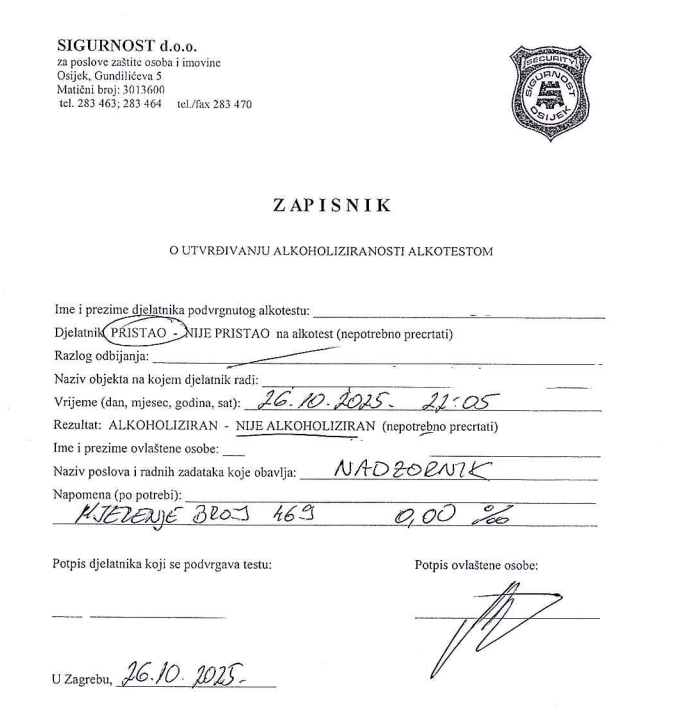 SIGURNOST d.o.o.
za poslove zaštite osoba i imovine
Osijek, Gundilićeva 5
Matični broj: 3013600
tel. 283 463; 283 464 tel./fax 283 470
SECURITY
SIGURNOST
OSIJEK
ZAPISNIK
O UTVRĐIVANJU ALKOHOLIZIRANOSTI ALKOTESTOM
Ime i prezime djelatnika podvrgnutog alkotestu:
Djelatnik PRISTAO - NIJE PRISTAO na alkotest (nepotrebno precrtati)
Razlog odbijanja:
Naziv objekta na kojem djelatnik radi:
Vrijeme (dan, mjesec, godina, sat): 26.10.2025. 22:05
Rezultat: ALKOHOLIZIRAN - NIJE ALKOHOLIZIRAN (nepotrebno precrtati)
Ime i prezime ovlaštene osobe:
Naziv poslova i radnih zadataka koje obavlja: NADZORNIK
Napomena (po potrebi):
MJERENJE BROJ 469 0,00 ‰
Potpis djelatnika koji se podvrgava testu: Potpis ovlaštene osobe:
U Zagrebu, 26.10.2025.